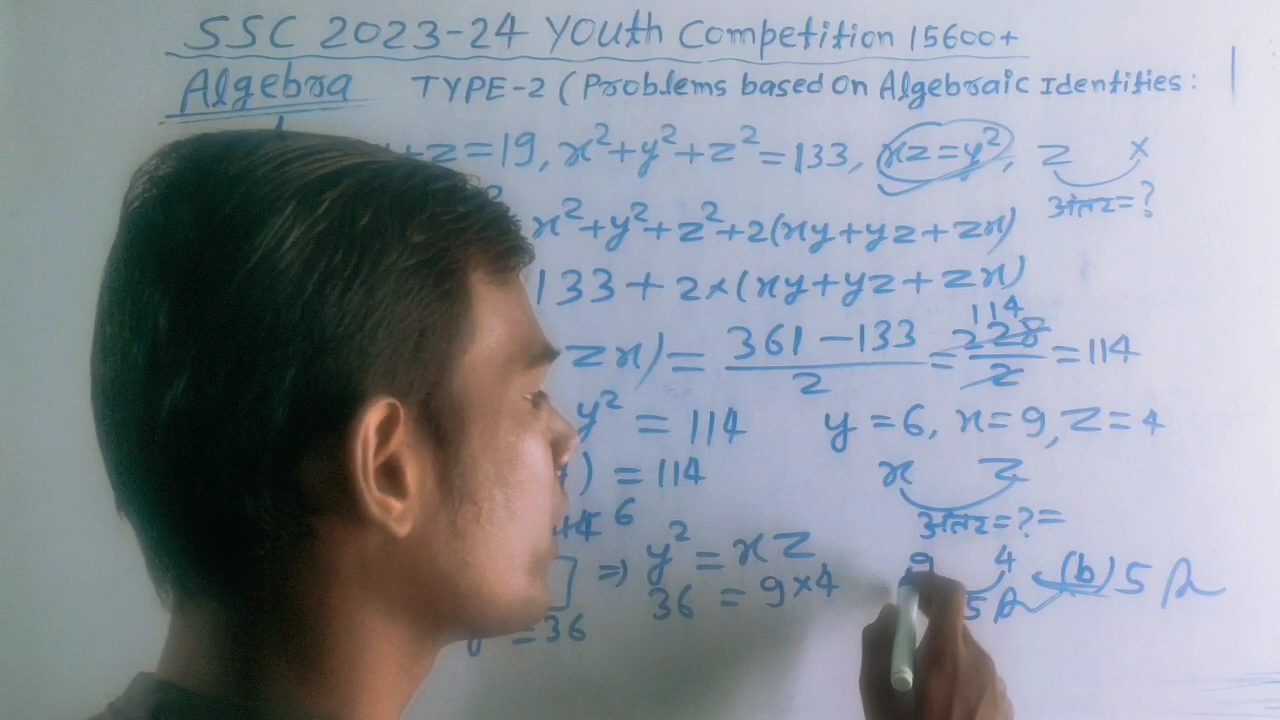 SSC 2023-24 Youth Competition 15600+
Algebra TYPE-2 (Problems based on Algebraic Identities:
+z=19, x²+y²+z²=133, xz=y², z x
अंतर=?
x²+y²+z²+2(xy+yz+zx)
133+2×(xy+yz+zx)
zx)=361-133/2=228/2=114
114
y²=114 y=6, x=9, z=4
)=114 x z
6 अंतर=?=
]⇒ y²=xz 9 4 (b) 5
36=9×4 5
=36